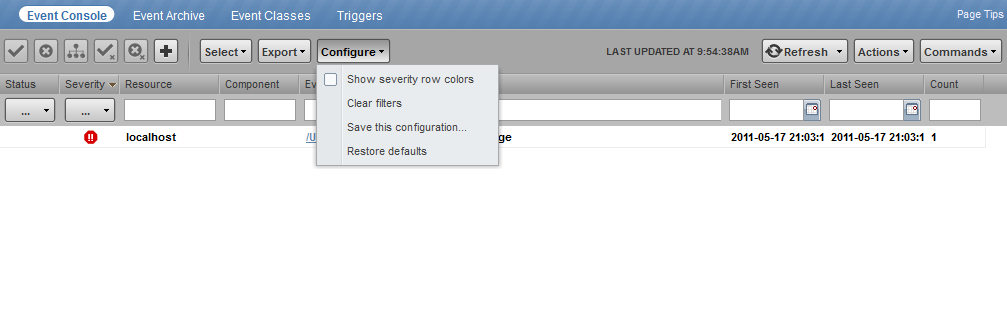 Event Console Event Archive Event Classes Triggers Page Tips
Select Export Configure LAST UPDATED AT 9:54:38AM Refresh Actions Commands
Status Severity Resource Component First Seen Last Seen Count
... ...
localhost 2011-05-17 21:03:1 2011-05-17 21:03:1 1
Show severity row colors
Clear filters
Save this configuration...
Restore defaults